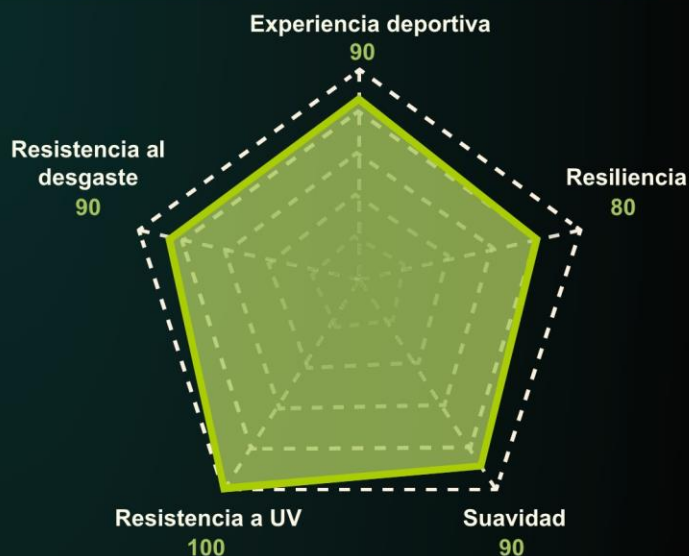 Experiencia deportiva
90
Resistencia al
desgaste
90
Resiliencia
80
Resistencia a UV
100
Suavidad
90